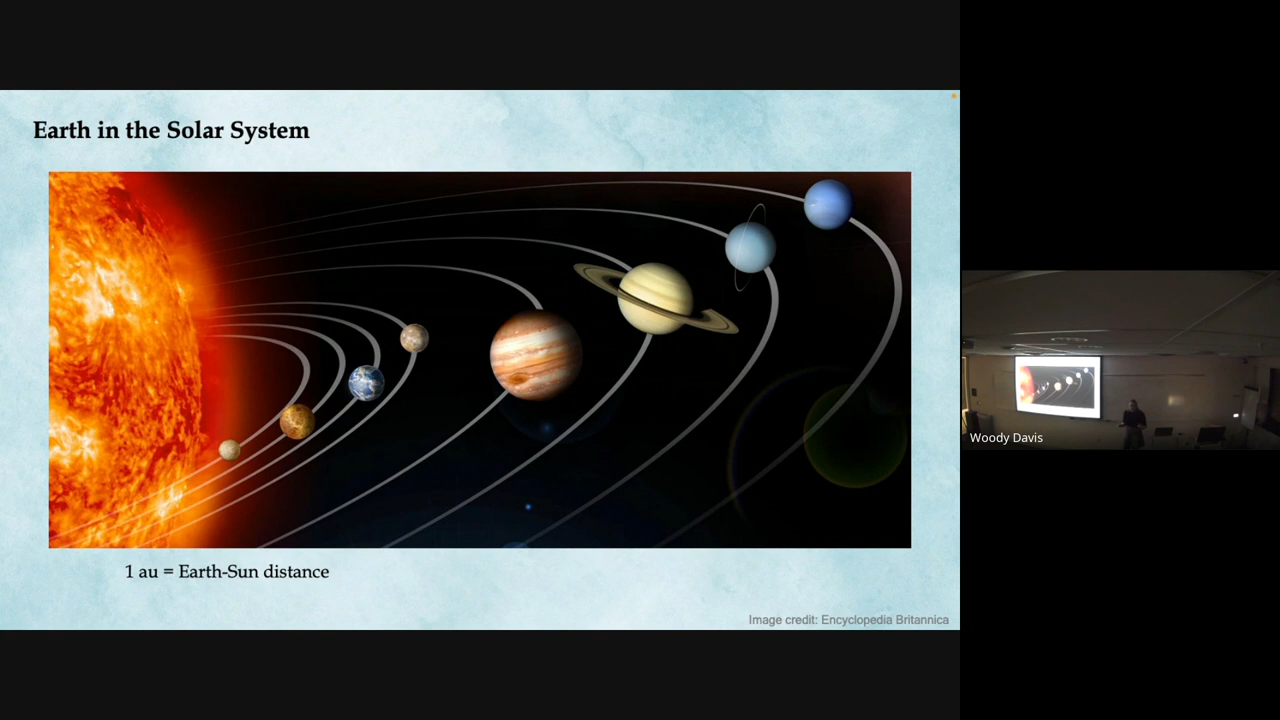 Earth in the Solar System
1 au = Earth-Sun distance
Image credit: Encyclopedia Britannica
Woody Davis